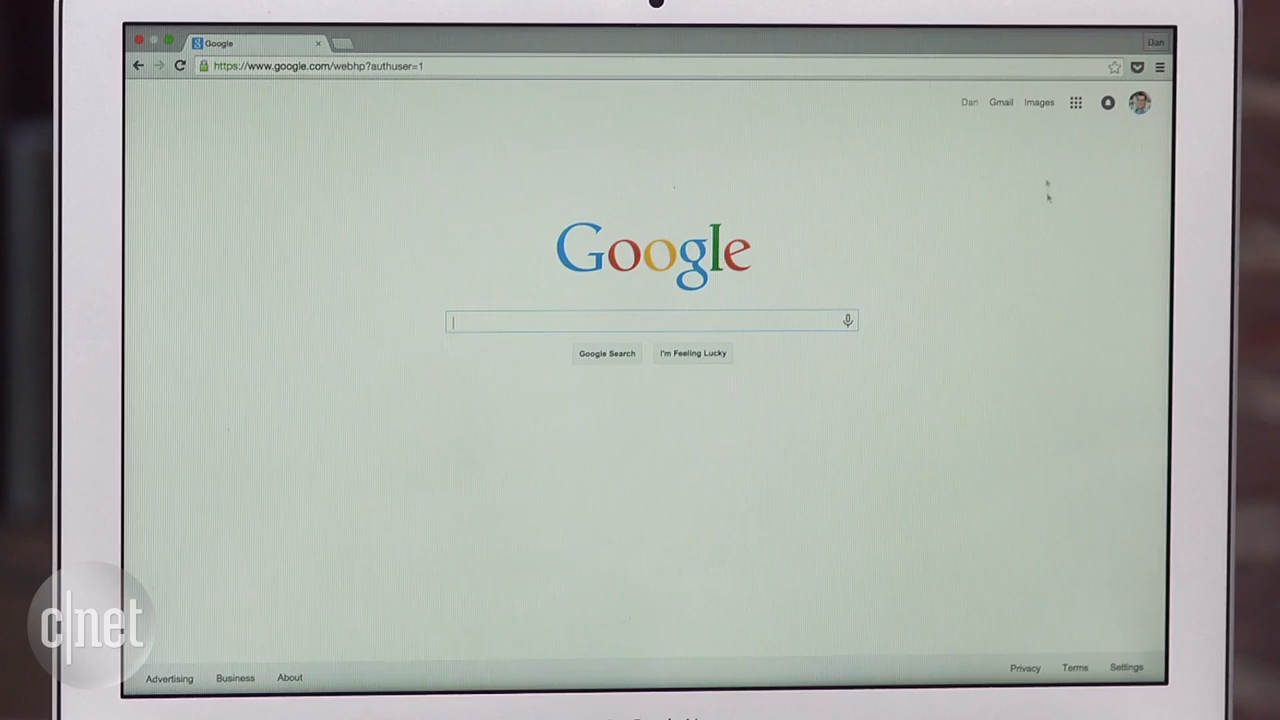 Google
Dan
https://www.google.com/webhp?authuser=1
Dan Gmail Images
Google
Google Search I'm Feeling Lucky
c|net
Advertising Business About
Privacy Terms Settings